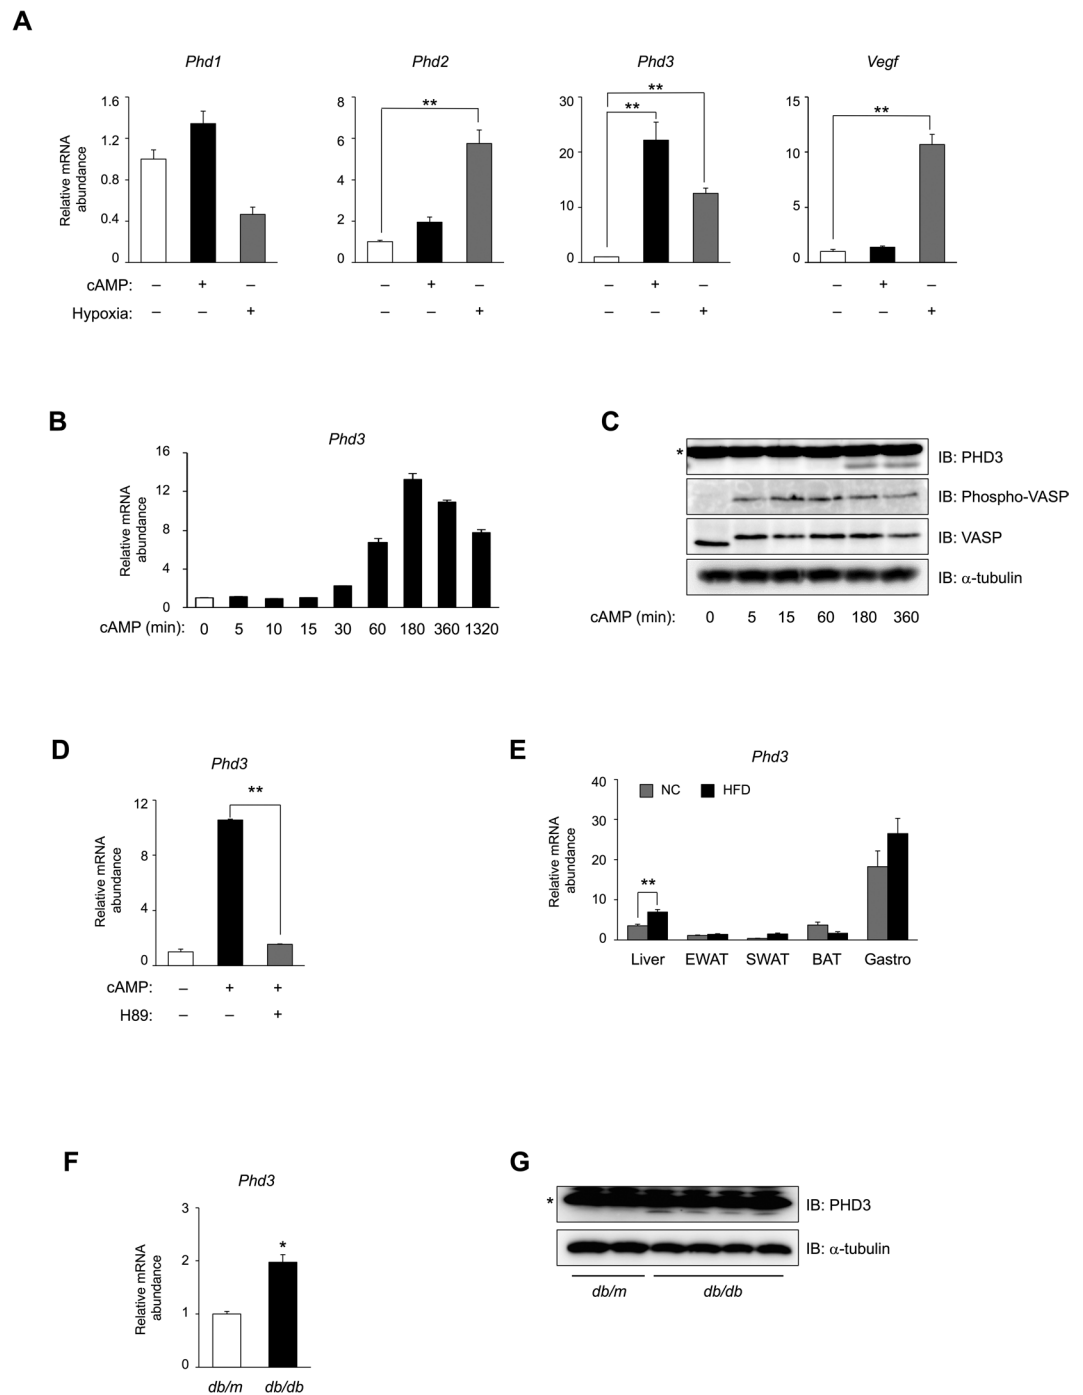 A
Phd1 Phd2 Phd3 Vegf
Relative mRNA
abundance
1.6
1.2
0.8
0.4
0
8
6
4
2
0
**
30
20
10
0
**
**
15
10
5
0
**
cAMP: – + – – + – – + – – + –
Hypoxia: – – + – – + – – + – – +
B
Phd3
Relative mRNA
abundance
16
12
8
4
0
cAMP (min): 0 5 10 15 30 60 180 360 1320
C
* IB: PHD3
IB: Phospho-VASP
IB: VASP
IB: α-tubulin
cAMP (min): 0 5 15 60 180 360
D
Phd3
Relative mRNA
abundance
12
8
4
0
**
cAMP: – + +
H89: – – +
E
Phd3
Relative mRNA
abundance
40
30
20
10
0
NC HFD
**
Liver EWAT SWAT BAT Gastro
F
Phd3
Relative mRNA
abundance
3
2
1
0
*
db/m db/db
G
* IB: PHD3
IB: α-tubulin
db/m db/db